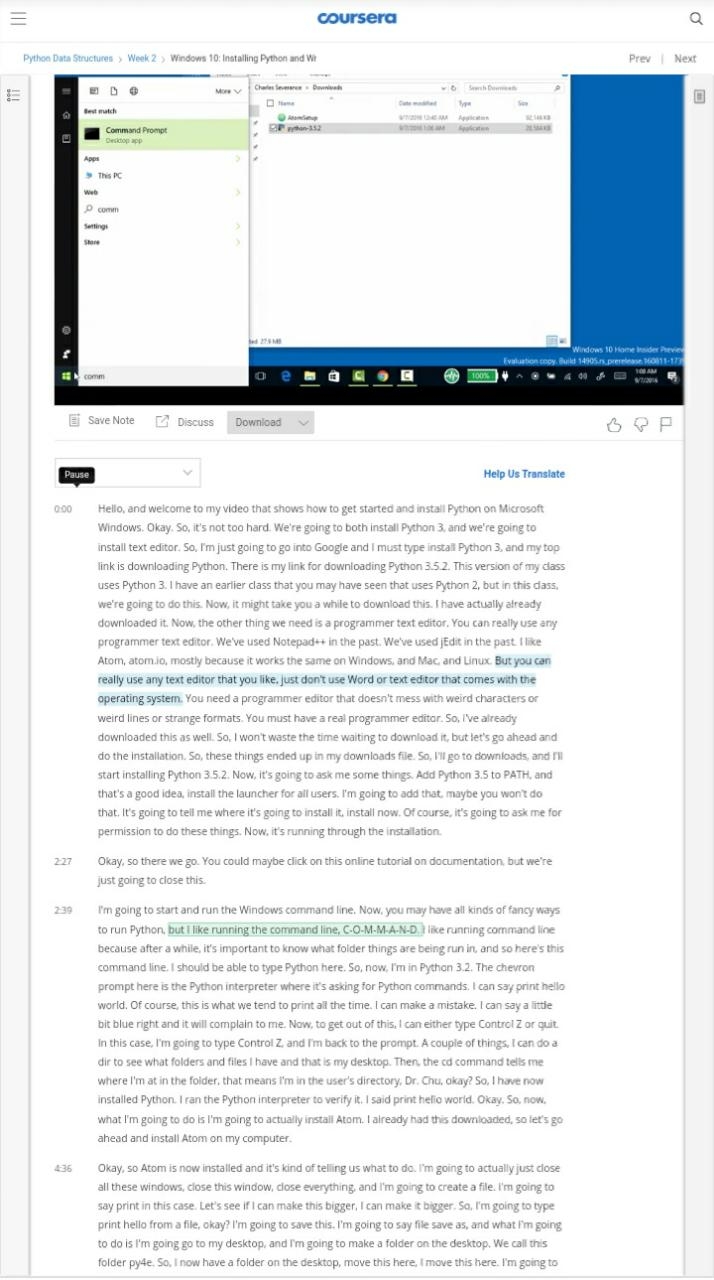 coursera
Python Data Structures > Week 2 > Windows 10: Installing Python and Wr
Prev | Next
More
Charles Severance > Downloads
Search Downloads
Best match
Name Date modified Type Size
Command Prompt
Desktop app
AtomSetup 9/7/2016 12:40 AM Application 92,148 KB
python-3.5.2 9/7/2016 1:06 AM Application
Apps
This PC
Web
comm
Settings
Store
27.9 MB
Windows 10 Home Insider Preview
Evaluation copy. Build 14905.rs_prerelease.160811-173
comm
100%
1:08 AM
9/7/2016
Save Note
Discuss
Download
Pause
Help Us Translate
0:00
Hello, and welcome to my video that shows how to get started and install Python on Microsoft
Windows. Okay. So, it's not too hard. We're going to both install Python 3, and we're going to
install text editor. So, I'm just going to go into Google and I must type install Python 3, and my top
link is downloading Python. There is my link for downloading Python 3.5.2. This version of my class
uses Python 3. I have an earlier class that you may have seen that uses Python 2, but in this class,
we're going to do this. Now, it might take you a while to download this. I have actually already
downloaded it. Now, the other thing we need is a programmer text editor. You can really use any
programmer text editor. We've used Notepad++ in the past. We've used jEdit in the past. I like
Atom, atom.io, mostly because it works the same on Windows, and Mac, and Linux. But you can
really use any text editor that you like, just don't use Word or text editor that comes with the
operating system. You need a programmer editor that doesn't mess with weird characters or
weird lines or strange formats. You must have a real programmer editor. So, I've already
downloaded this as well. So, I won't waste the time waiting to download it, but let's go ahead and
do the installation. So, these things ended up in my downloads file. So, I'll go to downloads, and I'll
start installing Python 3.5.2. Now, it's going to ask me some things. Add Python 3.5 to PATH, and
that's a good idea, install the launcher for all users. I'm going to add that, maybe you won't do
that. It's going to tell me where it's going to install it, install now. Of course, it's going to ask me for
permission to do these things. Now, it's running through the installation.
2:27
Okay, so there we go. You could maybe click on this online tutorial on documentation, but we're
just going to close this.
2:39
I'm going to start and run the Windows command line. Now, you may have all kinds of fancy ways
to run Python, but I like running the command line, C-O-M-M-A-N-D. I like running command line
because after a while, it's important to know what folder things are being run in, and so here's this
command line. I should be able to type Python here. So, now, I'm in Python 3.2. The chevron
prompt here is the Python interpreter where it's asking for Python commands. I can say print hello
world. Of course, this is what we tend to print all the time. I can make a mistake. I can say a little
bit blue right and it will complain to me. Now, to get out of this, I can either type Control Z or quit.
In this case, I'm going to type Control Z, and I'm back to the prompt. A couple of things, I can do a
dir to see what folders and files I have and that is my desktop. Then, the cd command tells me
where I'm at in the folder, that means I'm in the user's directory, Dr. Chu, okay? So, I have now
installed Python. I ran the Python interpreter to verify it. I said print hello world. Okay. So, now,
what I'm going to do is I'm going to actually install Atom. I already had this downloaded, so let's go
ahead and install Atom on my computer.
4:36
Okay, so Atom is now installed and it's kind of telling us what to do. I'm going to actually just close
all these windows, close this window, close everything, and I'm going to create a file. I'm going to
say print in this case. Let's see if I can make this bigger, I can make it bigger. So, I'm going to type
print hello from a file, okay? I'm going to save this. I'm going to say file save as, and what I'm going
to do is I'm going go to my desktop, and I'm going to make a folder on the desktop. We call this
folder py4e. So, I now have a folder on the desktop, move this here, I move this here. I'm going to